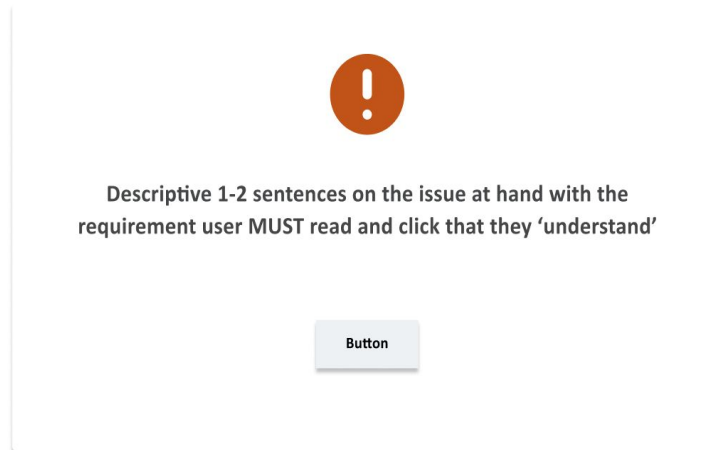 Descriptive 1-2 sentences on the issue at hand with the
requirement user MUST read and click that they ‘understand’
Button